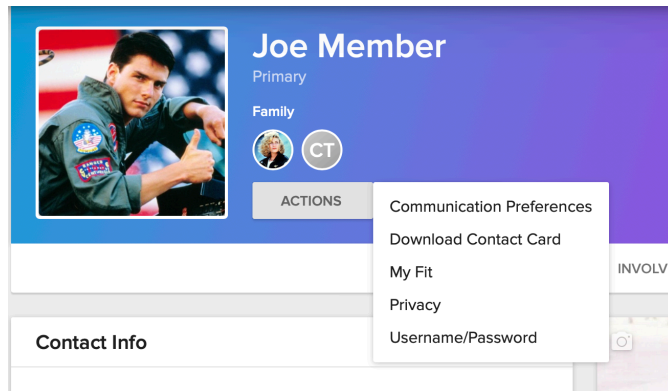 Joe Member
Primary
Family
CT
ACTIONS
Communication Preferences
Download Contact Card
My Fit
Privacy
Username/Password
INVOLV
Contact Info